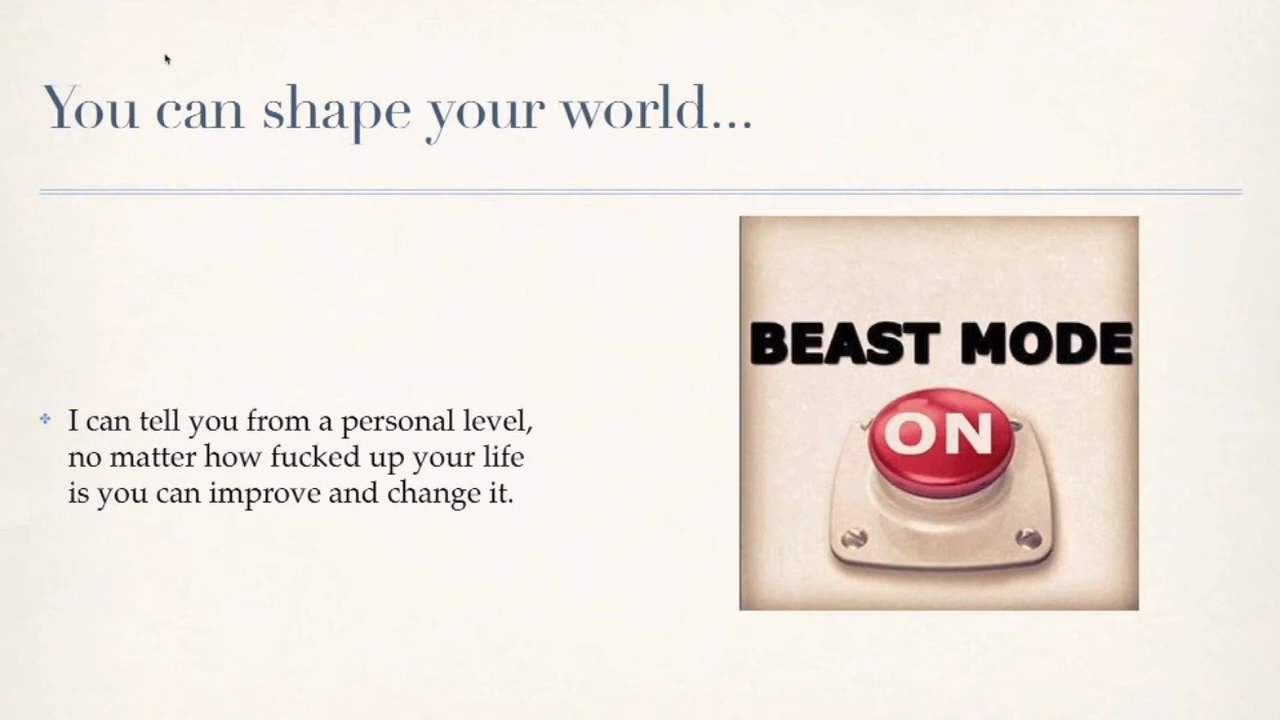 You can shape your world...
I can tell you from a personal level,
no matter how fucked up your life
is you can improve and change it.
BEAST MODE
ON